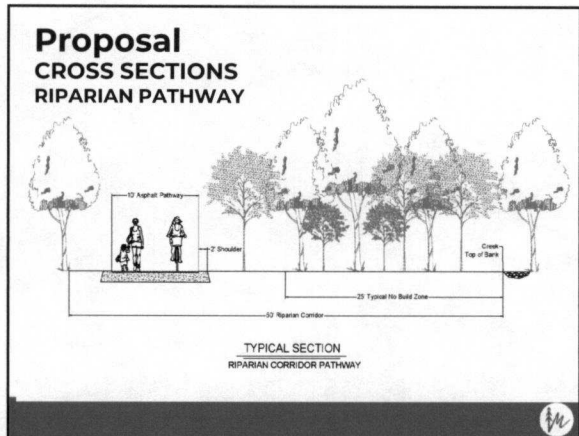 Proposal
CROSS SECTIONS
RIPARIAN PATHWAY
10' Asphalt Pathway
2' Shoulder
Creek
Top of Bank
25' Typical No Build Zone
50' Riparian Corridor
TYPICAL SECTION
RIPARIAN CORRIDOR PATHWAY